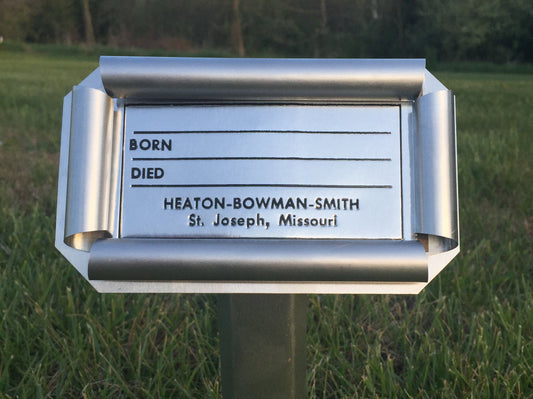 BORN
DIED
HEATON-BOWMAN-SMITH
St. Joseph, Missouri